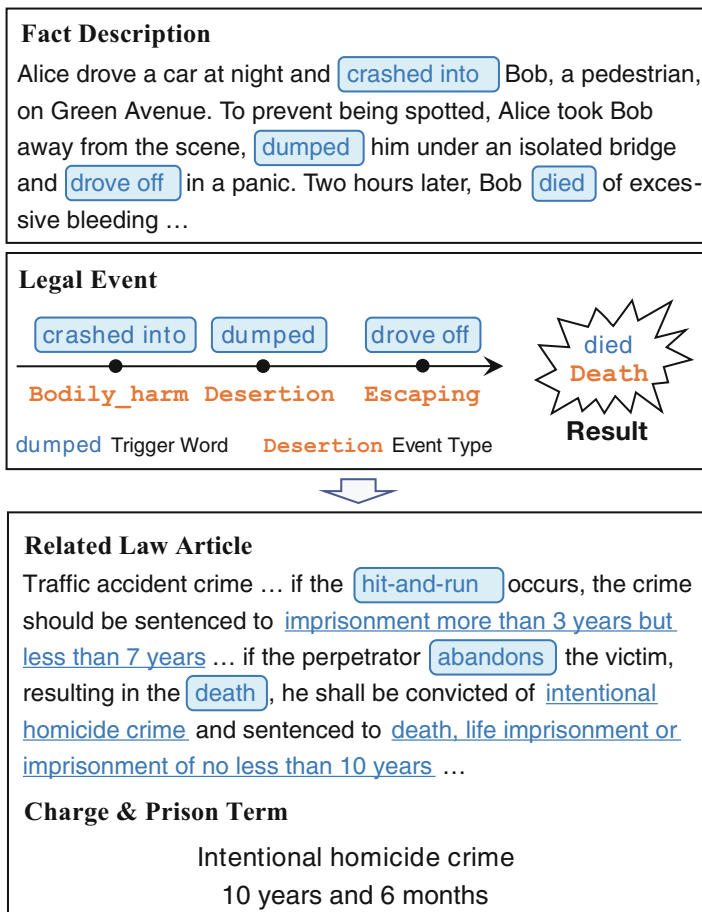 Fact Description
Alice drove a car at night and crashed into Bob, a pedestrian,
on Green Avenue. To prevent being spotted, Alice took Bob
away from the scene, dumped him under an isolated bridge
and drove off in a panic. Two hours later, Bob died of exces-
sive bleeding …
Legal Event
crashed into dumped drove off
Bodily_harm Desertion Escaping
died
Death
Result
dumped Trigger Word Desertion Event Type
Related Law Article
Traffic accident crime … if the hit-and-run occurs, the crime
should be sentenced to imprisonment more than 3 years but
less than 7 years … if the perpetrator abandons the victim,
resulting in the death, he shall be convicted of intentional
homicide crime and sentenced to death, life imprisonment or
imprisonment of no less than 10 years …
Charge & Prison Term
Intentional homicide crime
10 years and 6 months